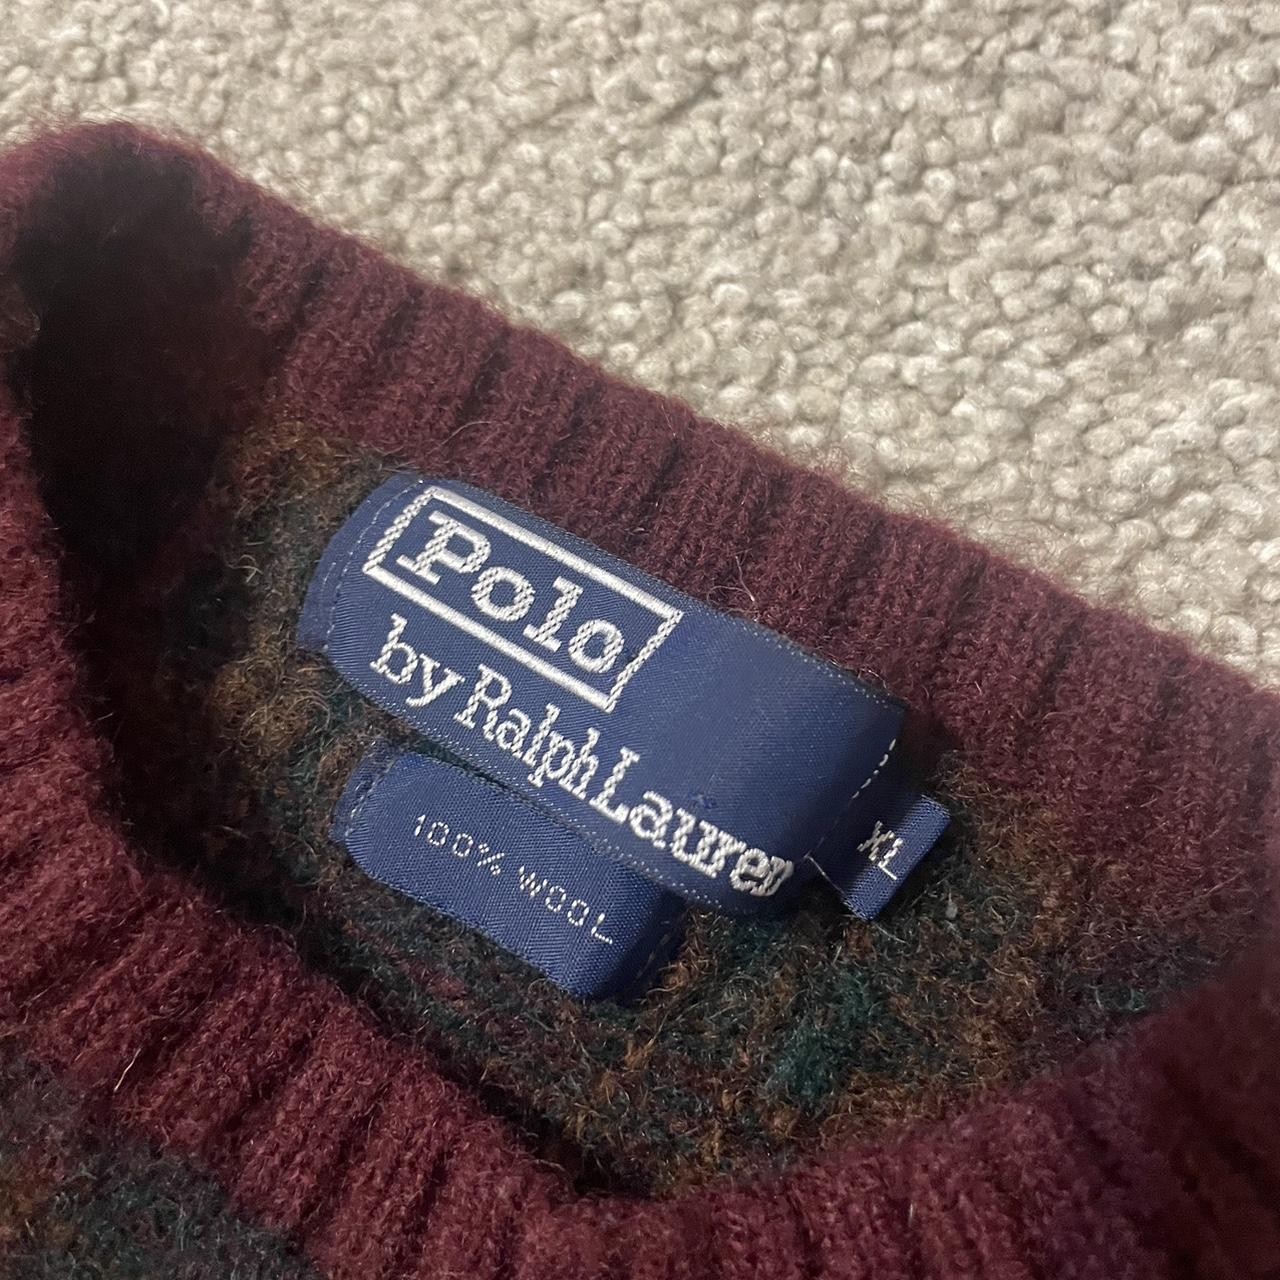 Polo
by Ralph Lauren
XL
100% WOOL